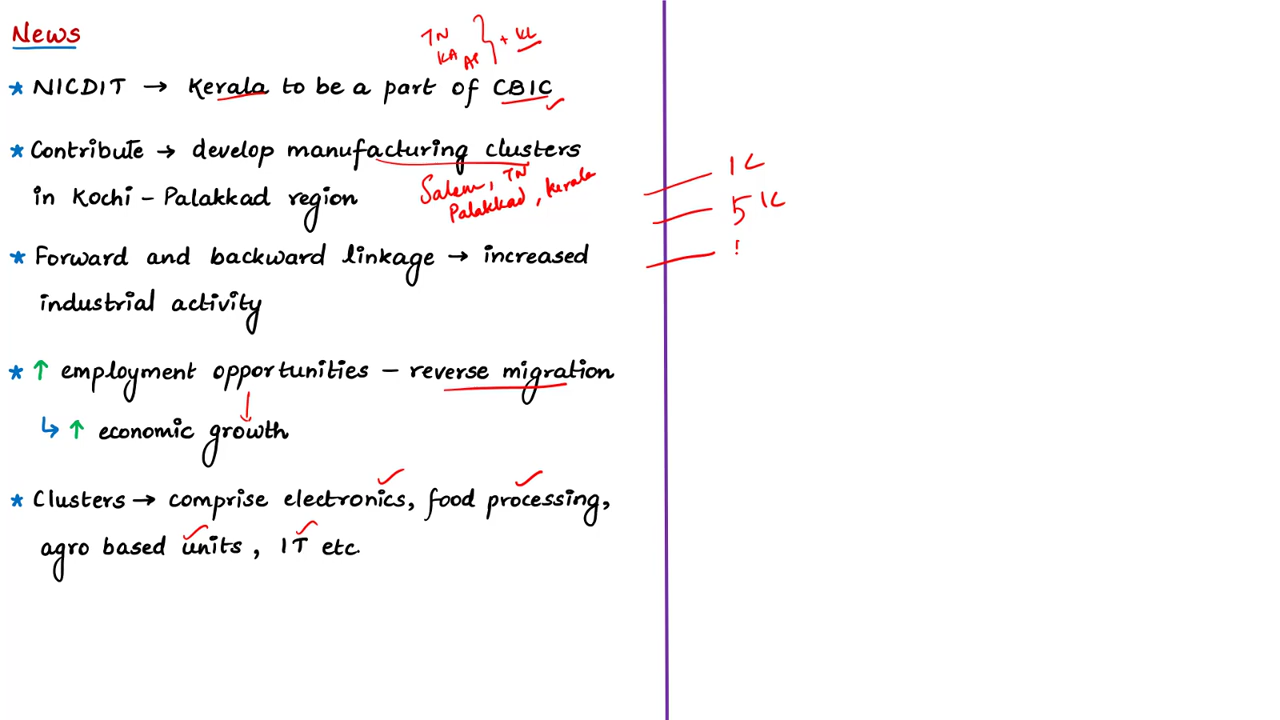 News
TN
KA AP } + KL
* NICDIT → Kerala to be a part of CBIC
* Contribute → develop manufacturing clusters
in Kochi – Palakkad region
Salem, TN
Palakkad, Kerala
* Forward and backward linkage → increased
industrial activity
* ↑ employment opportunities – reverse migration
↳ ↑ economic growth
* Clusters → comprise electronics, food processing,
agro based units, IT etc.
IC
5 IC
!